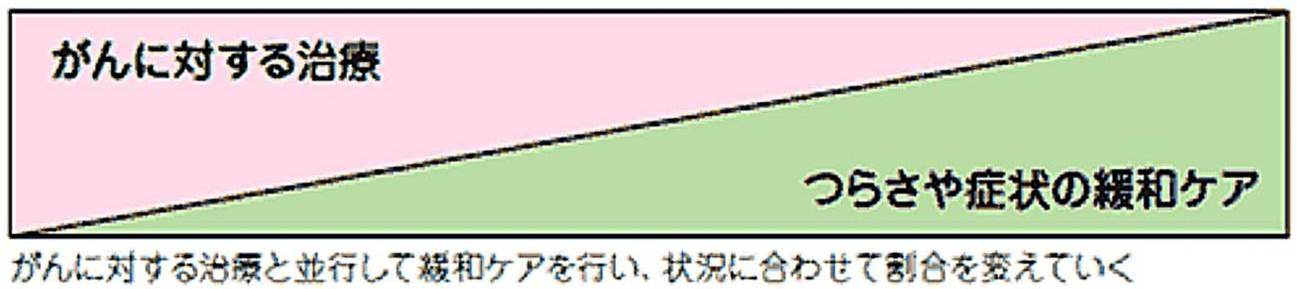 がんに対する治療
つらさや症状の緩和ケア
がんに対する治療と並行して緩和ケアを行い、状況に合わせて割合を変えていく